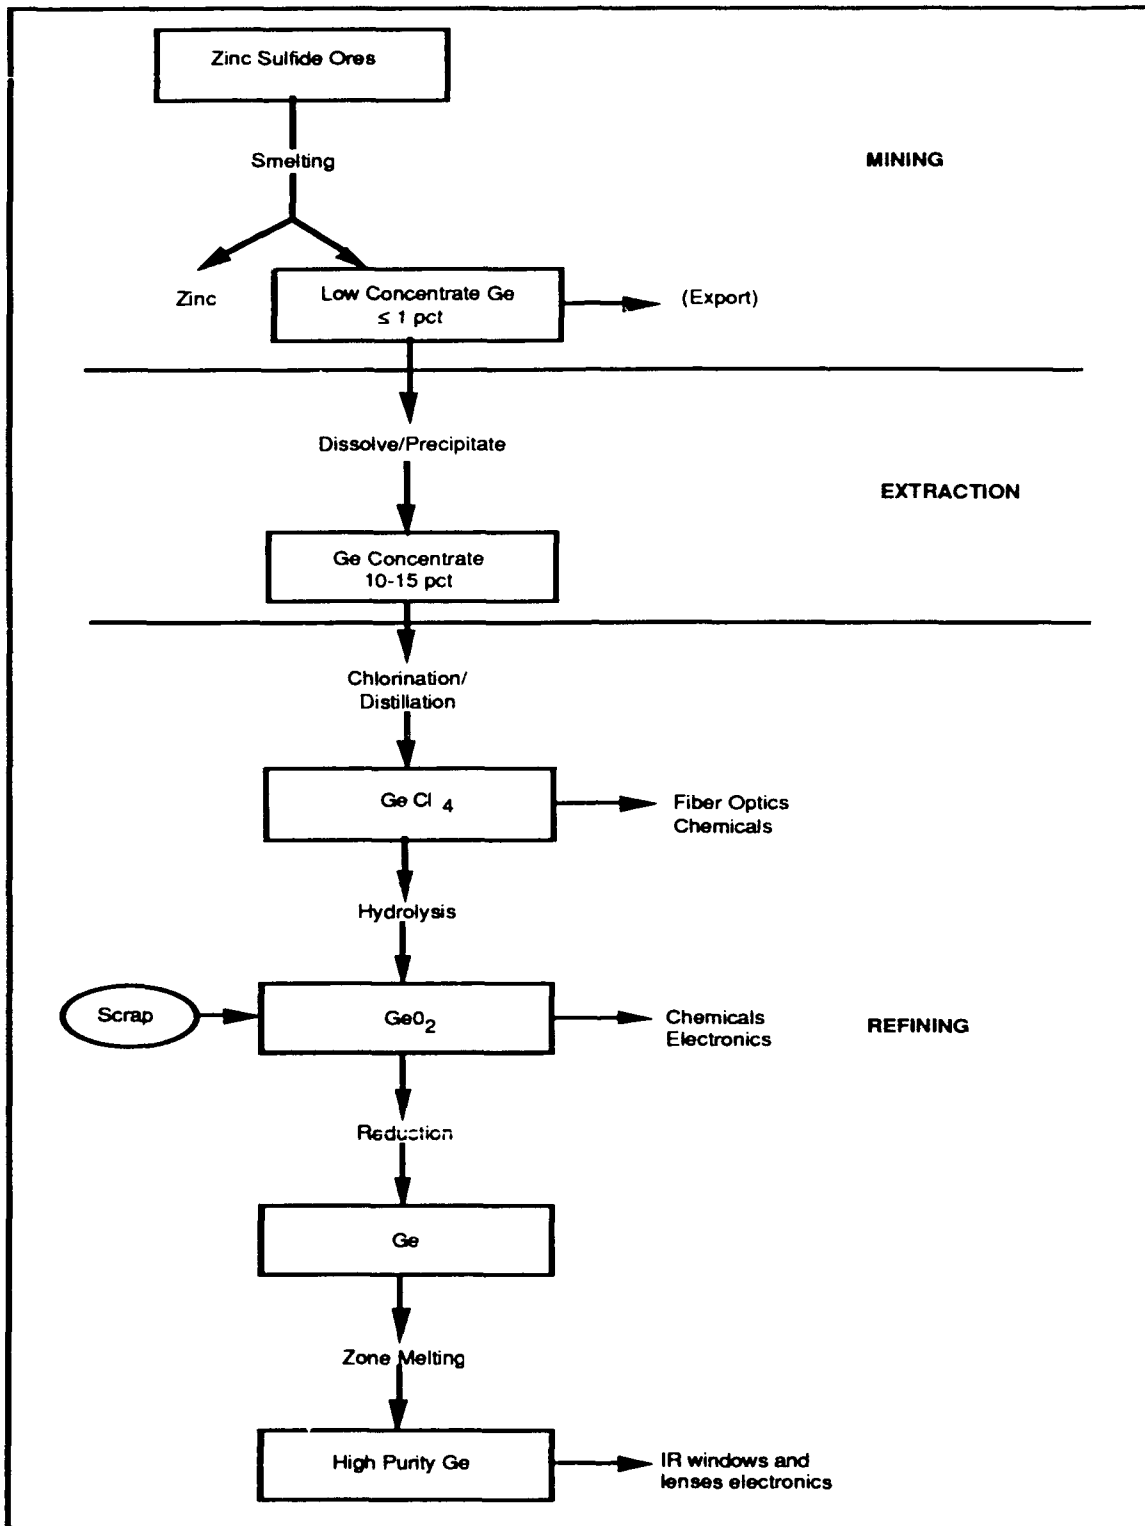 Zinc Sulfide Ores
Smelting
MINING
Zinc
Low Concentrate Ge
≤ 1 pct
(Export)
Dissolve/Precipitate
EXTRACTION
Ge Concentrate
10-15 pct
Chlorination/
Distillation
Ge Cl 4
Fiber Optics
Chemicals
Hydrolysis
Scrap
GeO2
Chemicals
Electronics
REFINING
Reduction
Ge
Zone Melting
High Purity Ge
IR windows and
lenses electronics